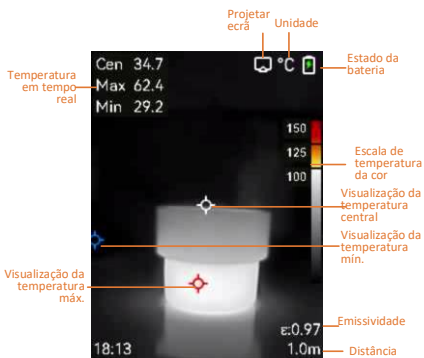 Projetar
ecrã
Unidade
Estado da
bateria
Temperatura
em tempo
real
Cen 34.7
Max 62.4
Min 29.2
°C
150
125
100
Escala de
temperatura
da cor
Visualização da
temperatura
central
Visualização da
temperatura
mín.
Visualização da
temperatura
máx.
Emissividade
ε:0.97
18:13
1.0m
Distância